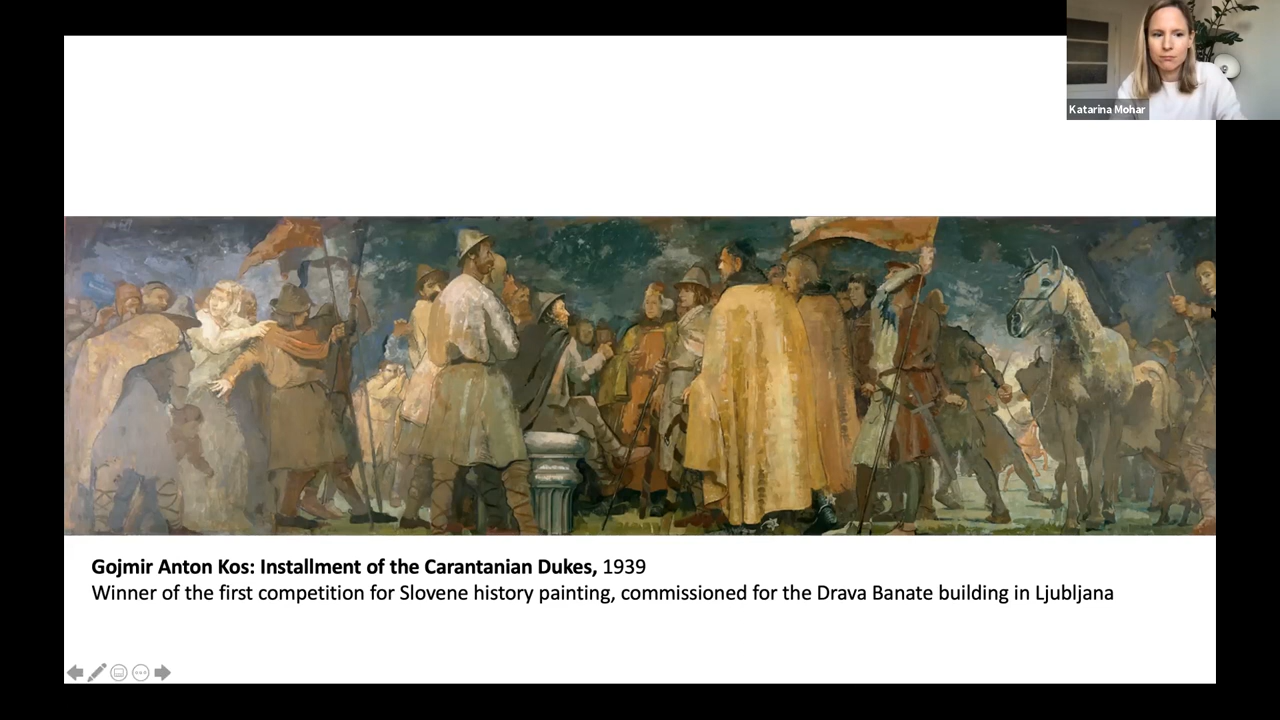 Katarina Mohar
Gojmir Anton Kos: Installment of the Carantanian Dukes, 1939
Winner of the first competition for Slovene history painting, commissioned for the Drava Banate building in Ljubljana